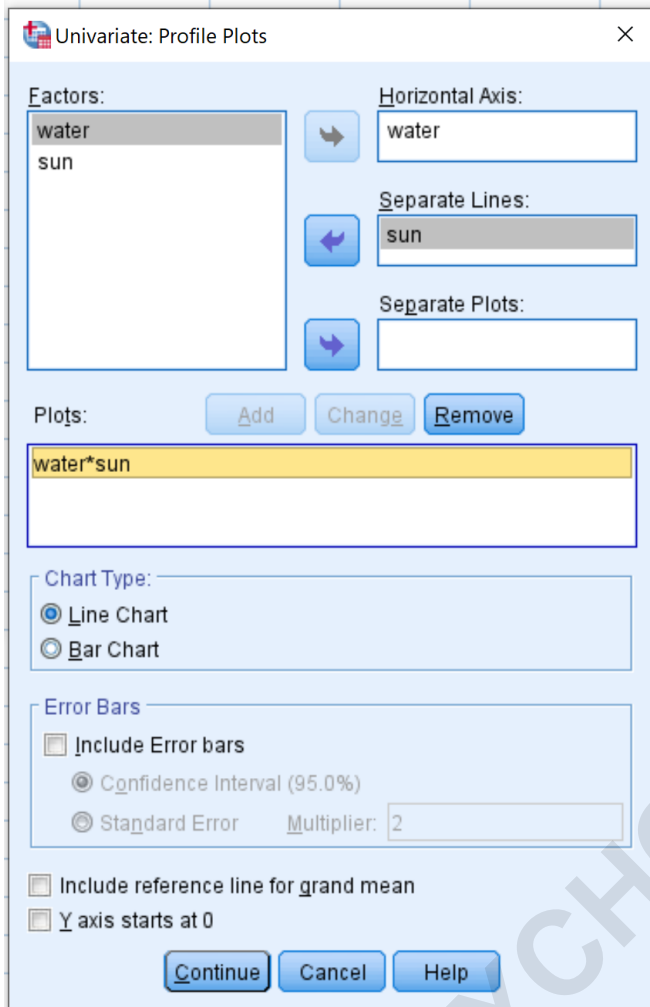 Univariate: Profile Plots
Factors:
water
sun
Horizontal Axis:
water
Separate Lines:
sun
Separate Plots:
Plots:
Add
Change
Remove
water*sun
Chart Type:
Line Chart
Bar Chart
Error Bars
Include Error bars
Confidence Interval (95.0%)
Standard Error
Multiplier:
2
Include reference line for grand mean
Y axis starts at 0
Continue
Cancel
Help
YCHO